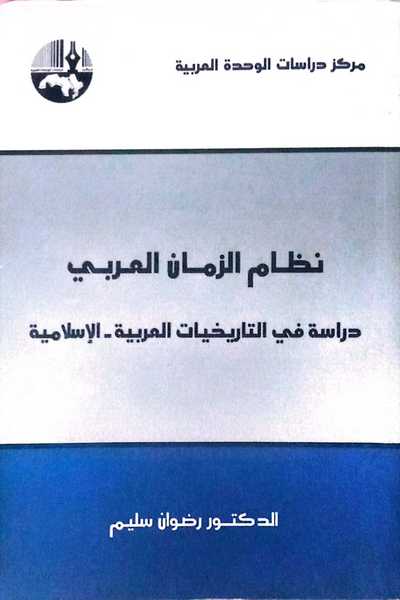 مركز دراسات الوحدة العربية
نظام الزمان العربي
دراسة في التاريخيات العربية - الإسلامية
الدكتور رضوان سليم